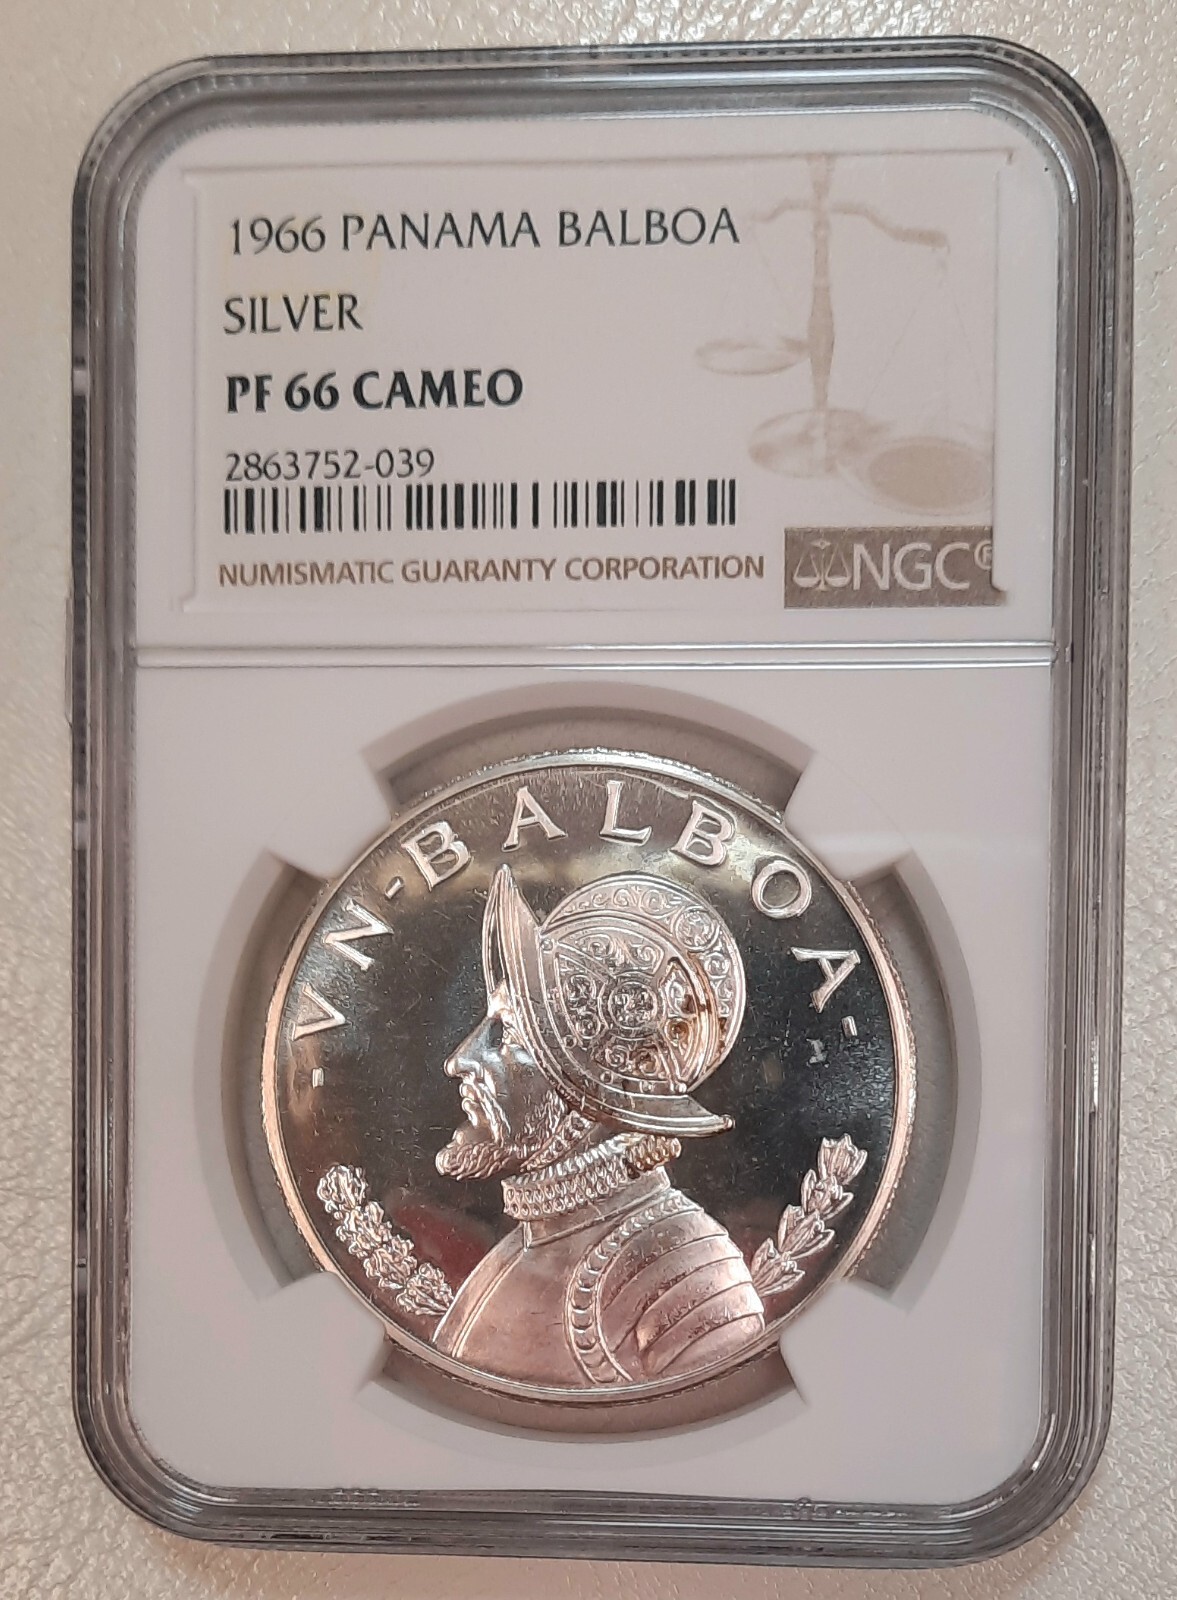 1966 PANAMA BALBOA
SILVER
PF 66 CAMEO
2863752-039
NUMISMATIC GUARANTY CORPORATION
NGC®
-VN-BALBOA-